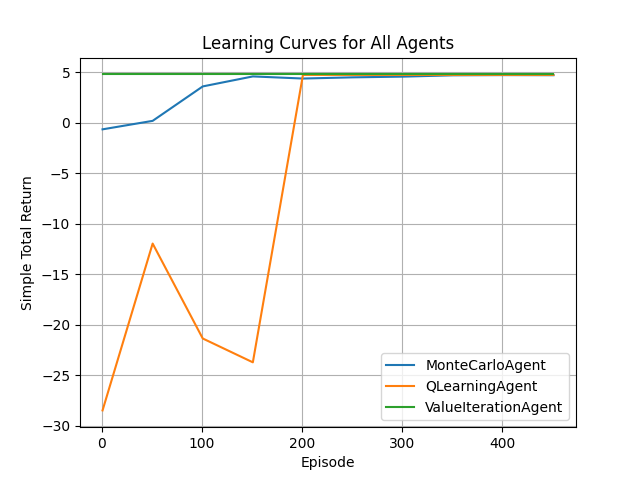 Learning Curves for All Agents
Simple Total Return
5
0
−5
−10
−15
−20
−25
−30
0
100
200
300
400
Episode
MonteCarloAgent
QLearningAgent
ValueIterationAgent